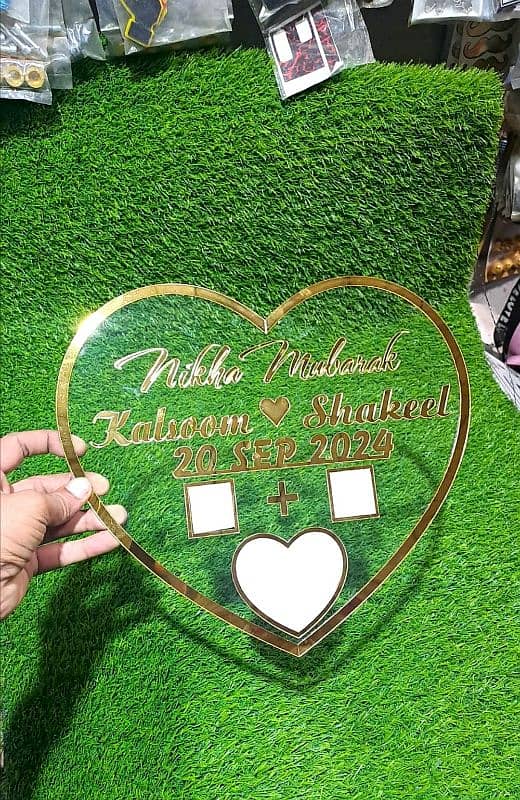 Nikha Mubarak
Kalsoom ♥ Shakeel
20 SEP 2024
+